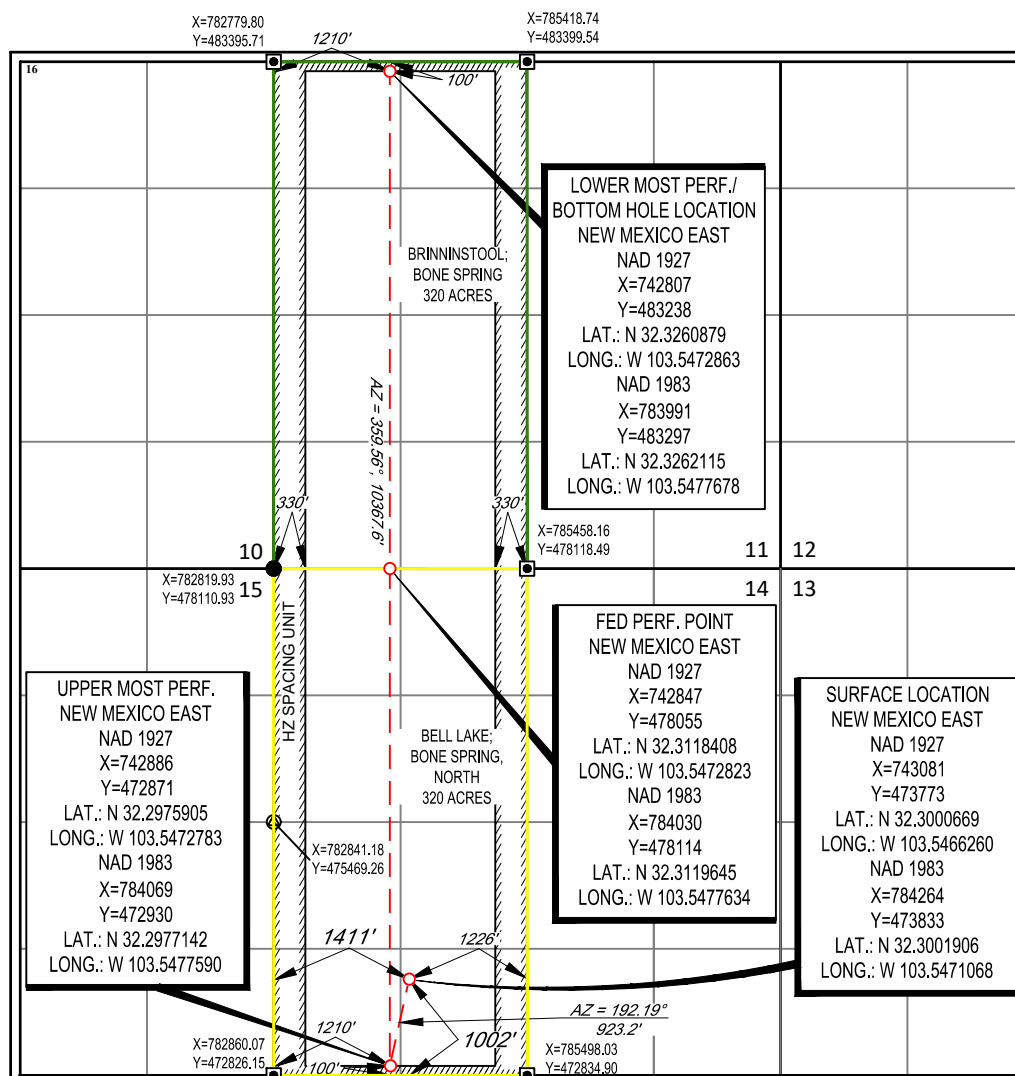 X=782779.80
Y=483395.71
X=785418.74
Y=483399.54
1210'
16
100'
LOWER MOST PERF./
BOTTOM HOLE LOCATION
NEW MEXICO EAST
NAD 1927
X=742807
Y=483238
LAT.: N 32.3260879
LONG.: W 103.5472863
NAD 1983
X=783991
Y=483297
LAT.: N 32.3262115
LONG.: W 103.5477678
BRINNINSTOOL;
BONE SPRING
320 ACRES
AZ = 359.56°, 10367.6'
330'
330'
X=785458.16
Y=478118.49
10
11
12
X=782819.93
Y=478110.93
15
14
13
FED PERF. POINT
NEW MEXICO EAST
NAD 1927
X=742847
Y=478055
LAT.: N 32.3118408
LONG.: W 103.5472823
NAD 1983
X=784030
Y=478114
LAT.: N 32.3119645
LONG.: W 103.5477634
HZ SPACING UNIT
UPPER MOST PERF.
NEW MEXICO EAST
NAD 1927
X=742886
Y=472871
LAT.: N 32.2975905
LONG.: W 103.5472783
NAD 1983
X=784069
Y=472930
LAT.: N 32.2977142
LONG.: W 103.5477590
SURFACE LOCATION
NEW MEXICO EAST
NAD 1927
X=743081
Y=473773
LAT.: N 32.3000669
LONG.: W 103.5466260
NAD 1983
X=784264
Y=473833
LAT.: N 32.3001906
LONG.: W 103.5471068
BELL LAKE;
BONE SPRING,
NORTH
320 ACRES
X=782841.18
Y=475469.26
1411'
1226'
AZ = 192.19°
923.2'
1210'
1002'
X=782860.07
Y=472826.15
100'
X=785498.03
Y=472834.90